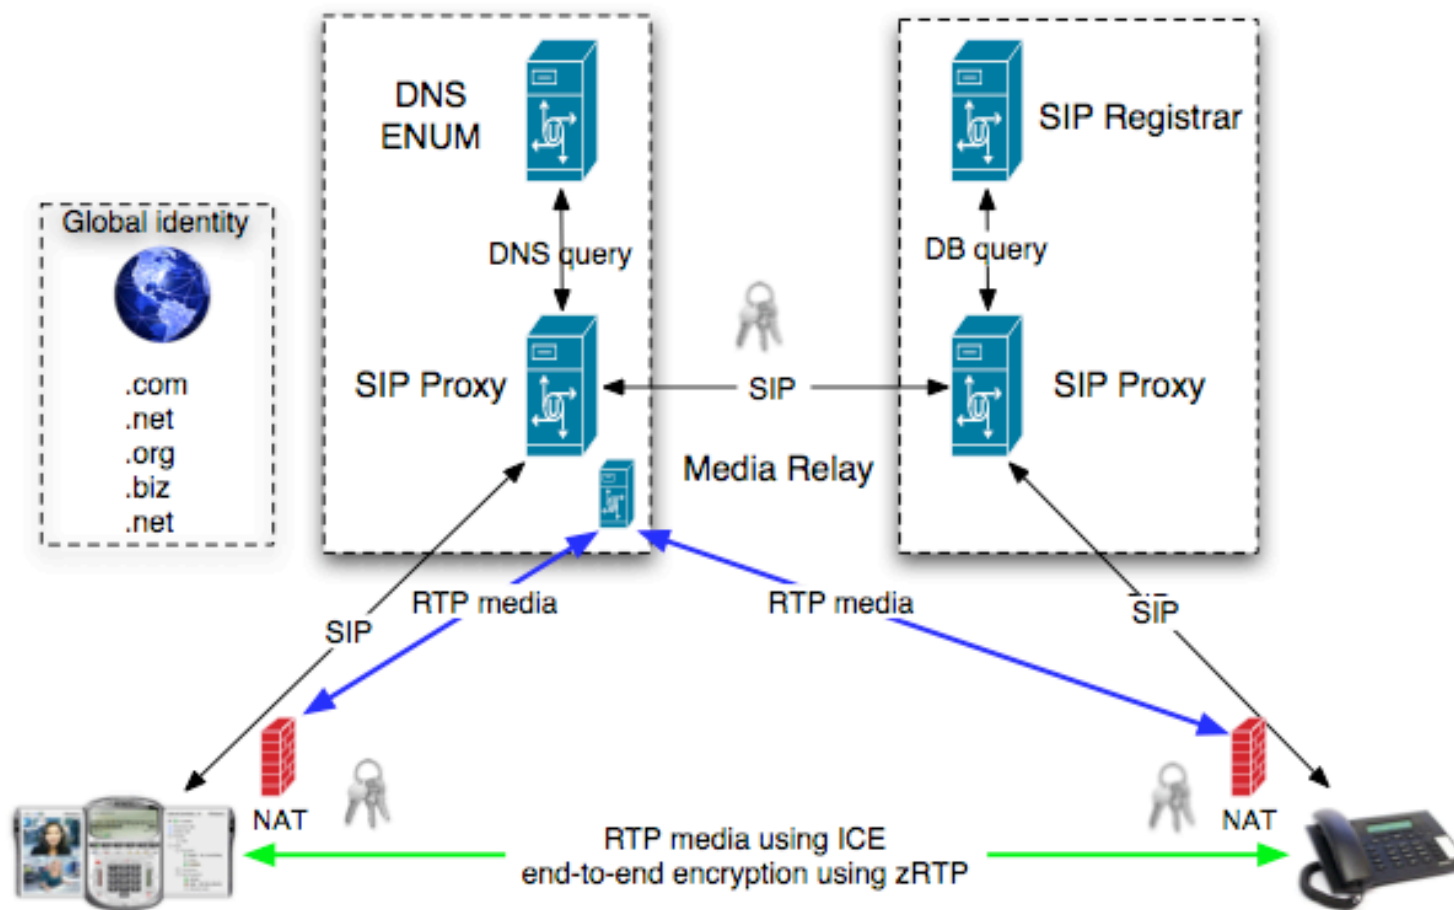 DNS
ENUM
SIP Registrar
Global identity
DNS query
DB query
.com
.net
.org
.biz
.net
SIP Proxy
SIP
SIP Proxy
Media Relay
RTP media
RTP media
SIP
SIP
NAT
NAT
RTP media using ICE
end-to-end encryption using zRTP